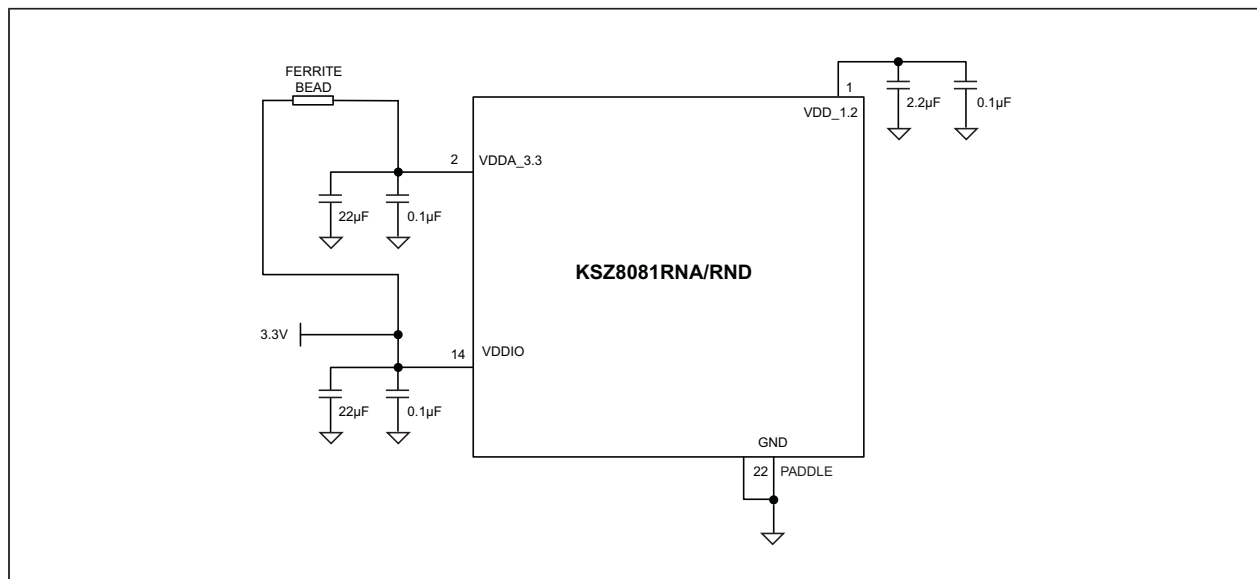 FERRITE
BEAD
1
VDD_1.2
2.2µF
0.1µF
2
VDDA_3.3
22µF
0.1µF
KSZ8081RNA/RND
3.3V
14
VDDIO
22µF
0.1µF
GND
22
PADDLE